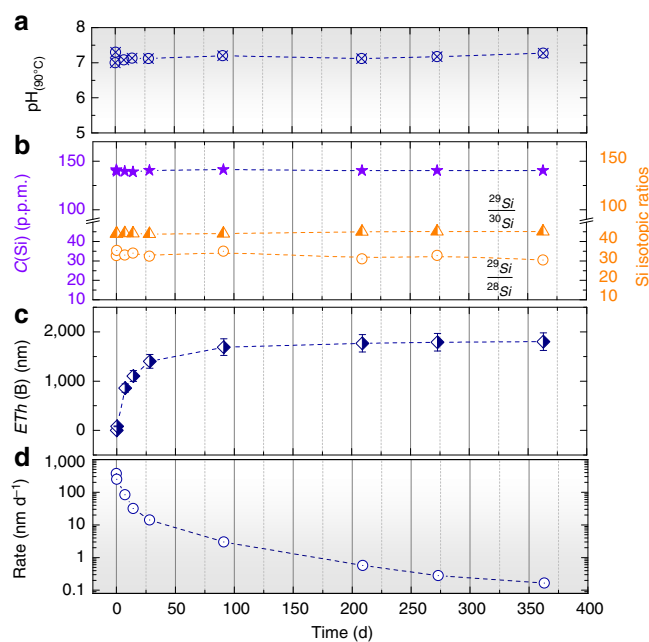 a
8
7
6
5
pH(90°C)
b
150
100
40
30
20
10
C(Si) (p.p.m.)
29Si
30Si
29Si
28Si
150
100
40
30
20
10
Si isotopic ratios
c
2,000
1,000
0
ETh (B) (nm)
d
1,000
100
10
1
0.1
Rate (nm d–1)
0 50 100 150 200 250 300 350 400
Time (d)